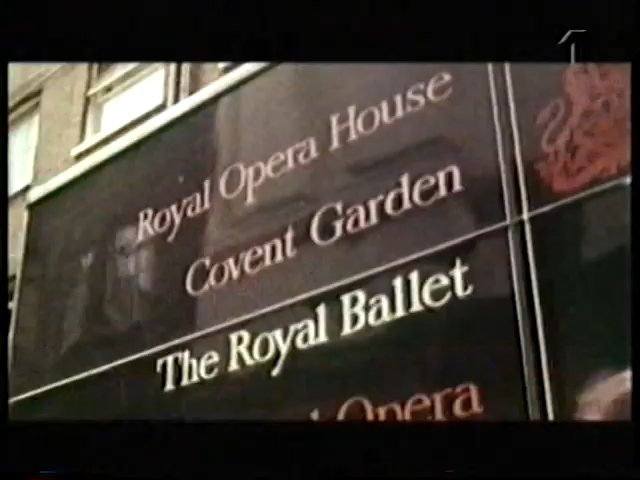 Royal Opera House
Covent Garden
The Royal Ballet
Opera